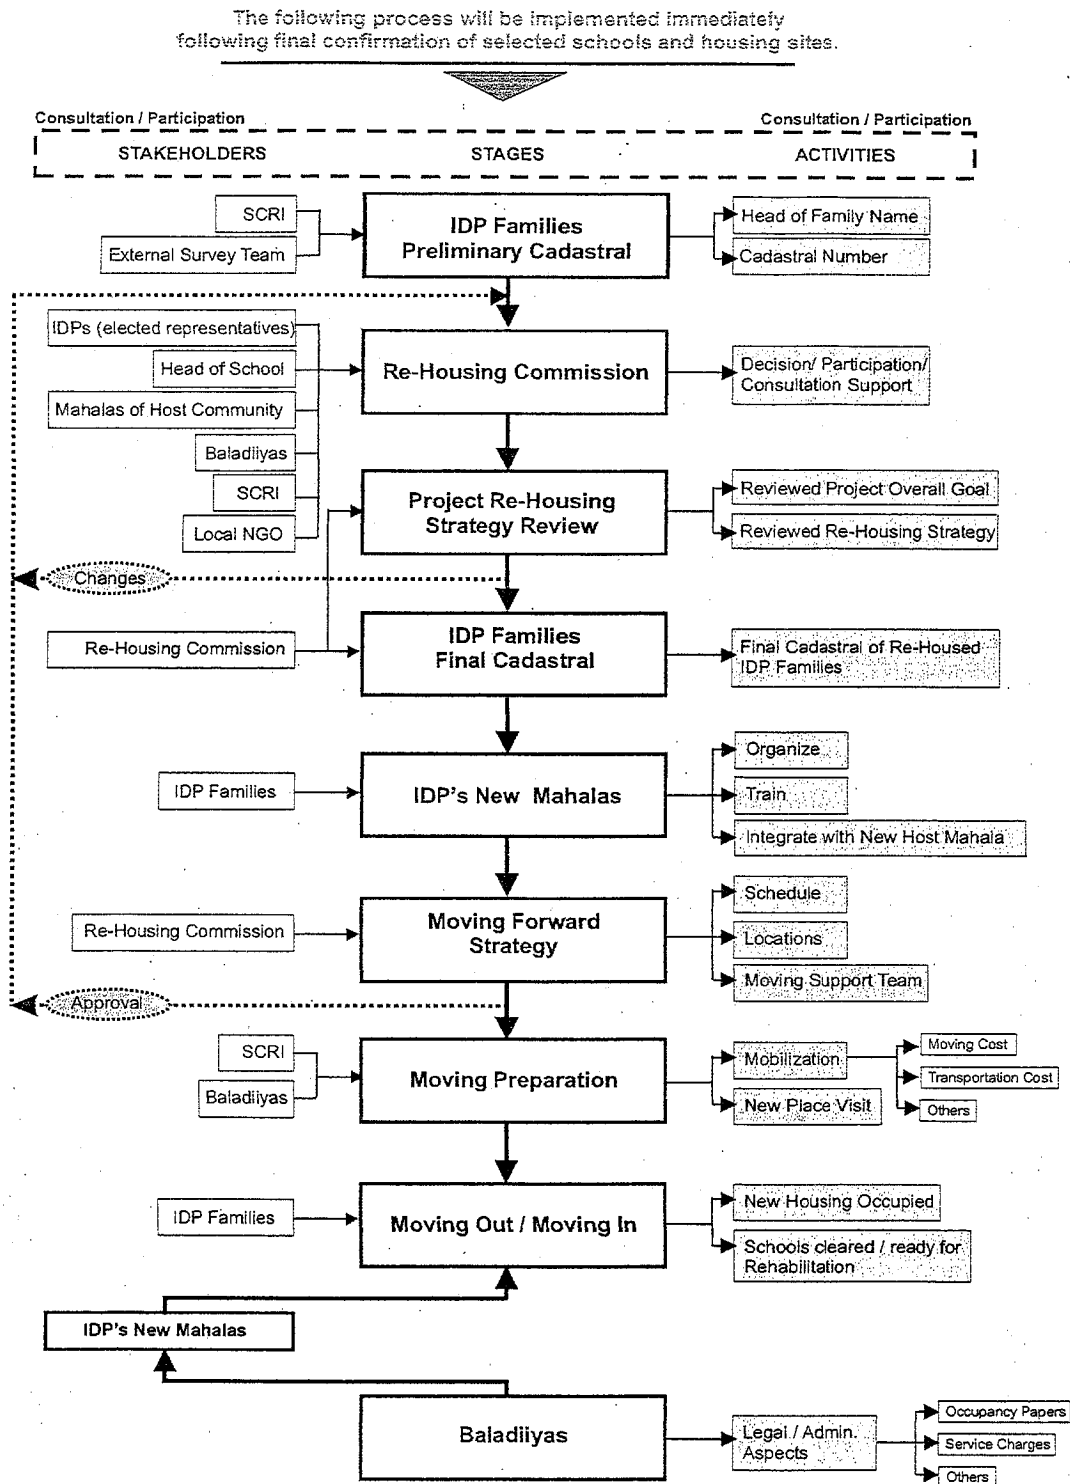 The following process will be implemented immediately
following final confirmation of selected schools and housing sites.
Consultation / Participation
Consultation / Participation
STAKEHOLDERS
STAGES
ACTIVITIES
SCRI
External Survey Team
IDP Families
Preliminary Cadastral
Head of Family Name
Cadastral Number
IDPs (elected representatives)
Head of School
Mahalas of Host Community
Baladiiyas
SCRI
Local NGO
Re-Housing Commission
Decision/ Participation/
Consultation Support
Project Re-Housing
Strategy Review
Reviewed Project Overall Goal
Reviewed Re-Housing Strategy
Changes
Re-Housing Commission
IDP Families
Final Cadastral
Final Cadastral of Re-Housed
IDP Families
IDP Families
IDP's New Mahalas
Organize
Train
Integrate with New Host Mahala
Re-Housing Commission
Moving Forward
Strategy
Schedule
Locations
Moving Support Team
Approval
SCRI
Baladiiyas
Moving Preparation
Mobilization
New Place Visit
Moving Cost
Transportation Cost
Others
IDP Families
Moving Out / Moving In
New Housing Occupied
Schools cleared / ready for
Rehabilitation
IDP's New Mahalas
Baladiiyas
Legal / Admin.
Aspects
Occupancy Papers
Service Charges
Others